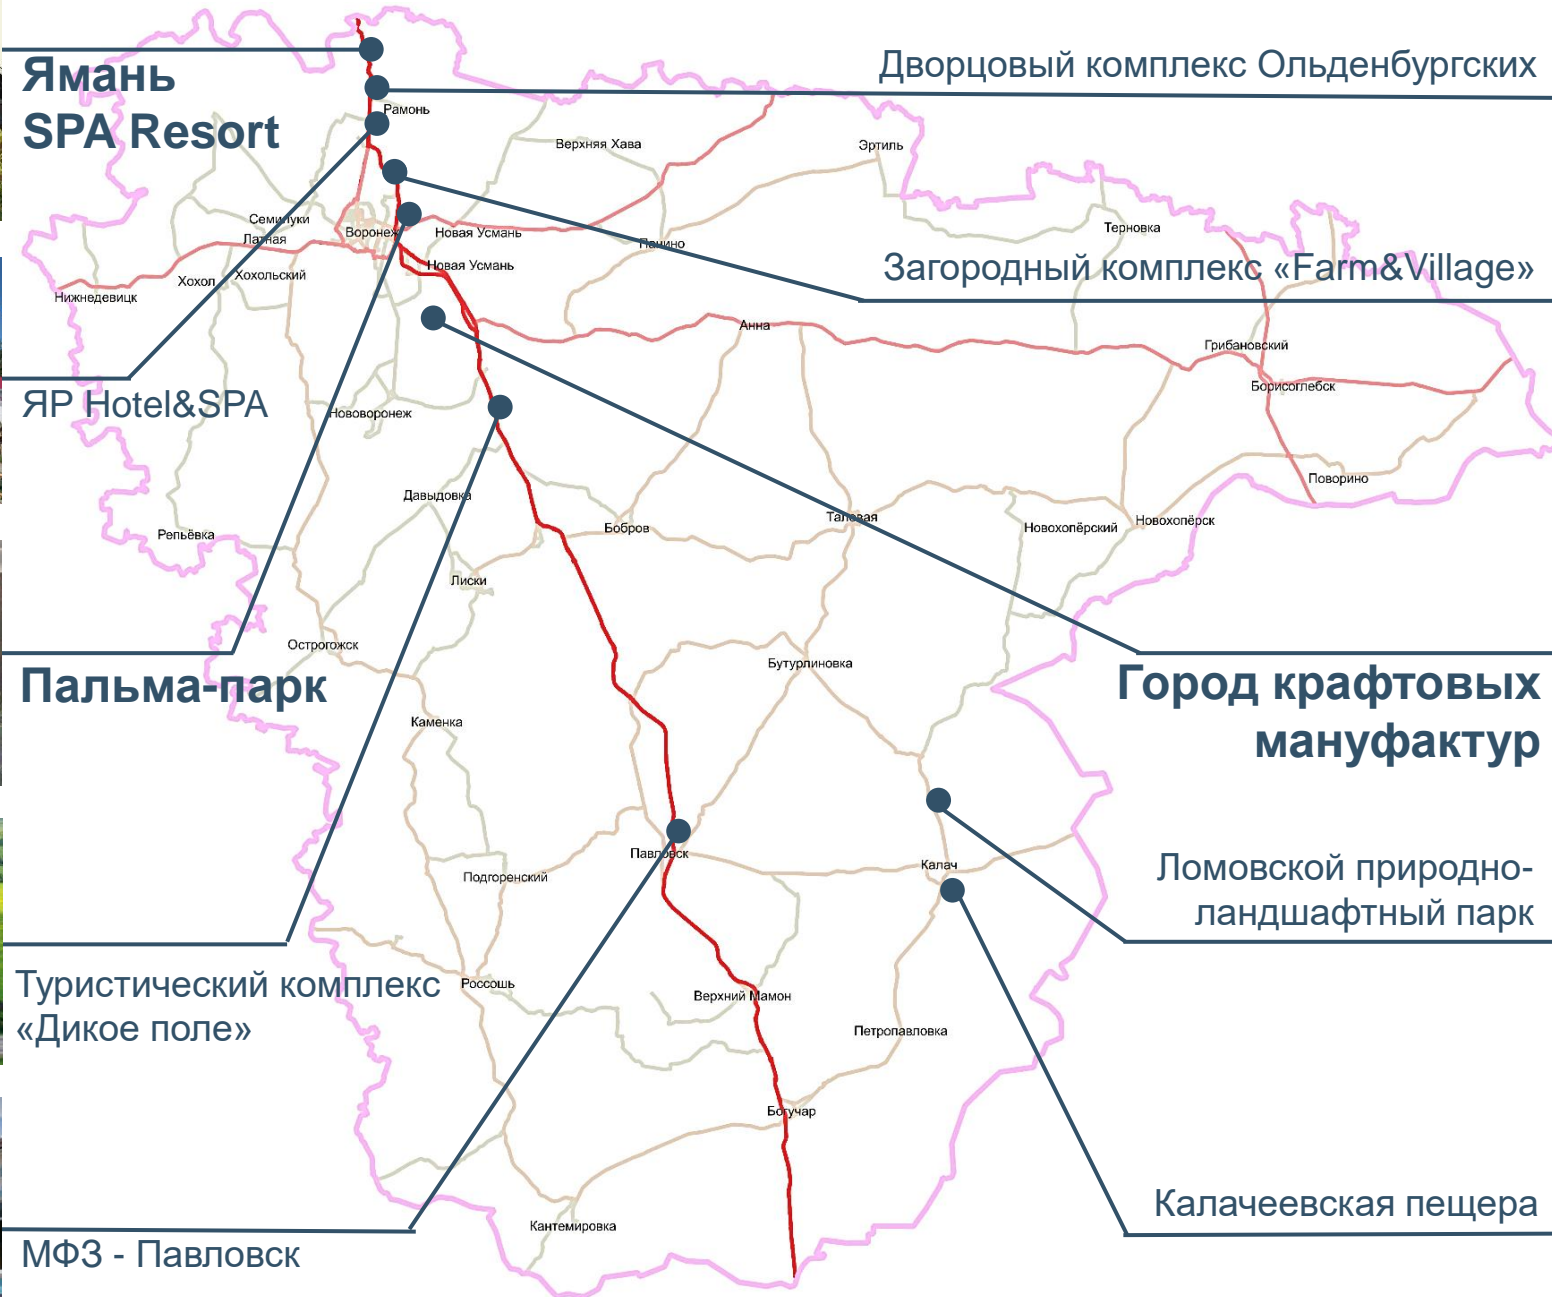 Ямань
SPA Resort
Дворцовый комплекс Ольденбургских
Рамонь
Верхняя Хава
Эртиль
Семилуки
Латная
Воронеж
Новая Усмань
Панино
Терновка
Новая Усмань
Загородный комплекс «Farm&Village»
Хохол
Хохольский
Нижнедевицк
Анна
Грибановский
Борисоглебск
ЯР Hotel&SPA
Нововоронеж
Поворино
Давыдовка
Бобров
Таловая
Новохопёрский
Новохопёрск
Репьёвка
Лиски
Острогожск
Бутурлиновка
Пальма-парк
Город крафтовых
мануфактур
Каменка
Павловск
Калач
Подгоренский
Ломовской природно-
ландшафтный парк
Туристический комплекс
«Дикое поле»
Россошь
Верхний Мамон
Петропавловка
Богучар
Калачеевская пещера
Кантемировка
МФЗ - Павловск